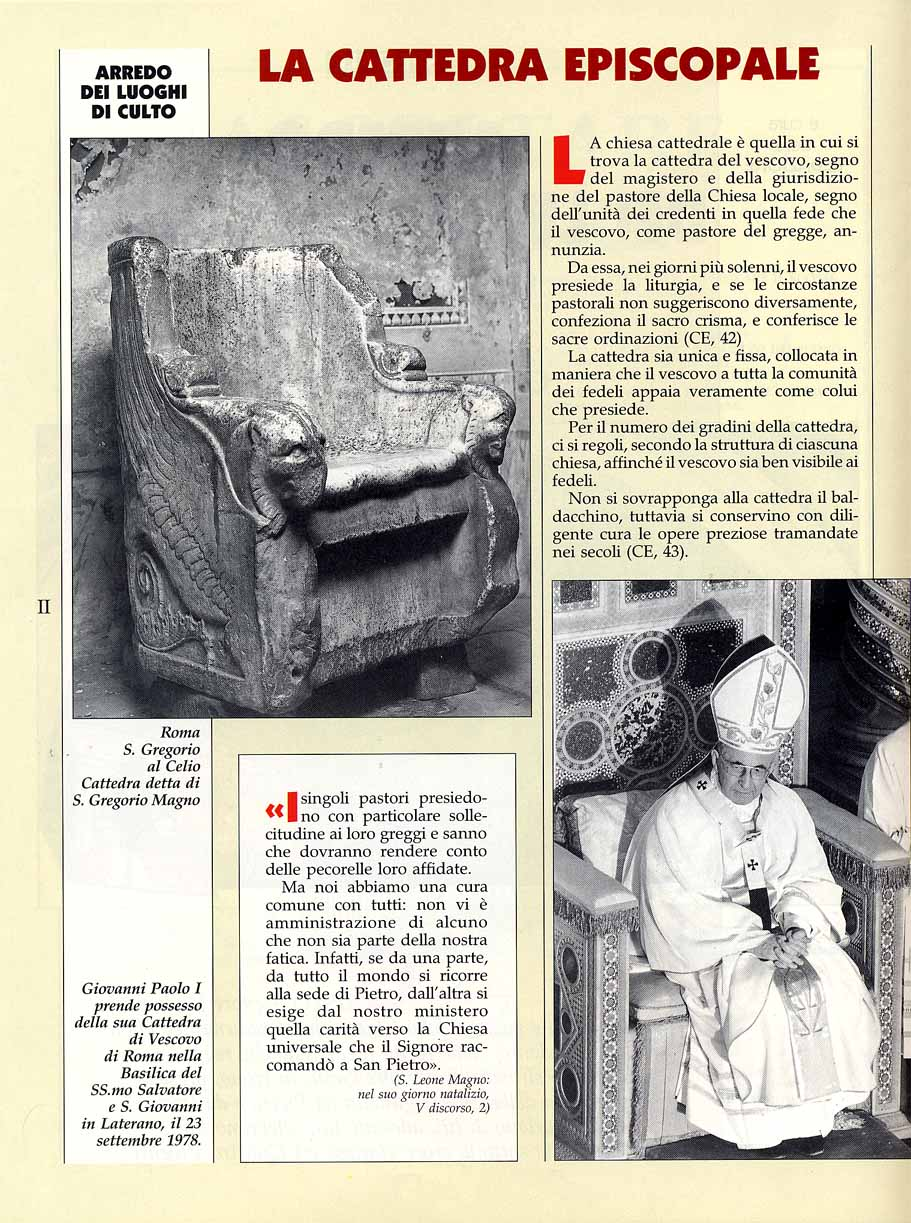 ARREDO
DEI LUOGHI
DI CULTO
LA CATTEDRA EPISCOPALE
LA chiesa cattedrale è quella in cui si
trova la cattedra del vescovo, segno
del magistero e della giurisdizio-
ne del pastore della Chiesa locale, segno
dell'unità dei credenti in quella fede che
il vescovo, come pastore del gregge, an-
nunzia.
Da essa, nei giorni più solenni, il vescovo
presiede la liturgia, e se le circostanze
pastorali non suggeriscono diversamente,
confeziona il sacro crisma, e conferisce le
sacre ordinazioni (CE, 42)
La cattedra sia unica e fissa, collocata in
maniera che il vescovo a tutta la comunità
dei fedeli appaia veramente come colui
che presiede.
Per il numero dei gradini della cattedra,
ci si regoli, secondo la struttura di ciascuna
chiesa, affinché il vescovo sia ben visibile ai
fedeli.
Non si sovrapponga alla cattedra il bal-
dacchino, tuttavia si conservino con dili-
gente cura le opere preziose tramandate
nei secoli (CE, 43).
II
Roma
S. Gregorio
al Celio
Cattedra detta di
S. Gregorio Magno
«I singoli pastori presiedo-
no con particolare solle-
citudine ai loro greggi e sanno
che dovranno rendere conto
delle pecorelle loro affidate.
Ma noi abbiamo una cura
comune con tutti: non vi è
amministrazione di alcuno
che non sia parte della nostra
fatica. Infatti, se da una parte,
da tutto il mondo si ricorre
alla sede di Pietro, dall'altra si
esige dal nostro ministero
quella carità verso la Chiesa
universale che il Signore rac-
comandò a San Pietro».
(S. Leone Magno:
nel suo giorno natalizio,
V discorso, 2)
Giovanni Paolo I
prende possesso
della sua Cattedra
di Vescovo
di Roma nella
Basilica del
SS.mo Salvatore
e S. Giovanni
in Laterano, il 23
settembre 1978.